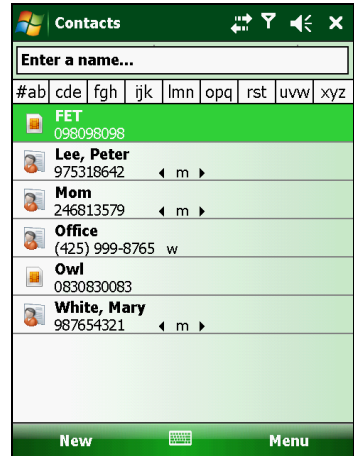 Contacts
Enter a name...
#ab cde fgh ijk lmn opq rst uvw xyz
FET
098098098
Lee, Peter
975318642 m
Mom
246813579 m
Office
(425) 999-8765 w
Owl
0830830083
White, Mary
987654321 m
New Menu